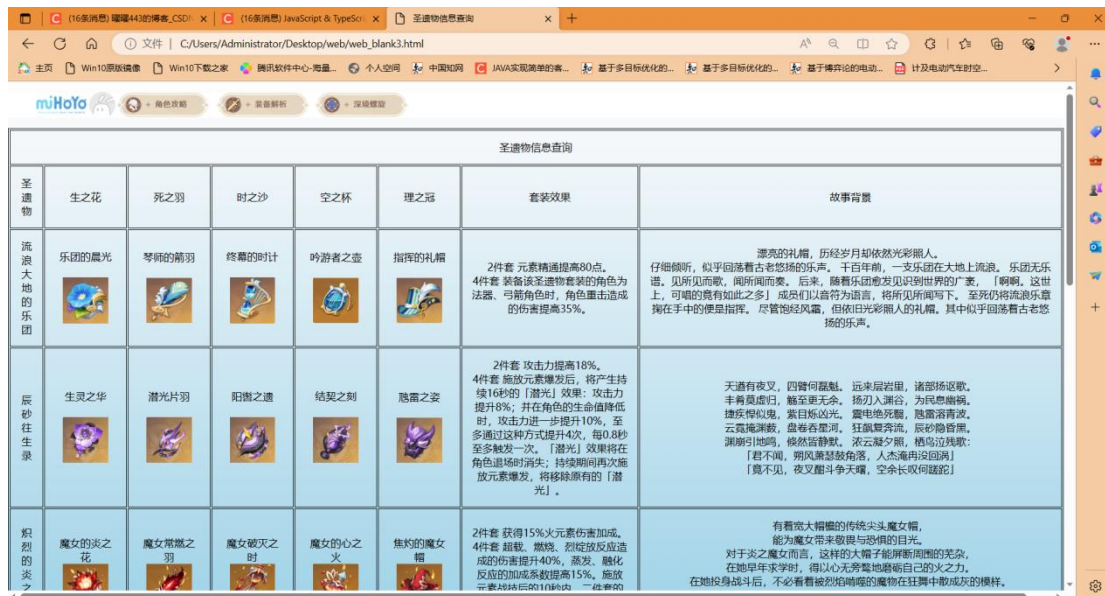 (16条消息) 曜曜443的博客_CSDN
(16条消息) JavaScript & TypeScri
圣遗物信息查询
文件 | C:/Users/Administrator/Desktop/web/web_blank3.html
主页 Win10原版镜像 Win10下载之家 腾讯软件中心-海量... 个人空间 中国知网 JAVA实现简单的客... 基于多目标优化的... 基于多目标优化的... 基于博弈论的电动... 计及电动汽车时空...
miHoYo + 角色攻略 + 装备解析 + 深境螺旋
圣遗物信息查询
圣遗物 生之花 死之羽 时之沙 空之杯 理之冠 套装效果 故事背景
流浪大地的乐团
乐团的晨光 琴师的箭羽 终幕的时计 吟游者之壶 指挥的礼帽
2件套 元素精通提高80点。
4件套 装备该圣遗物套装的角色为
法器、弓箭角色时，角色重击造成
的伤害提高35%。
漂亮的礼帽，历经岁月却依然光彩照人。
仔细倾听，似乎回荡着古老悠扬的乐声。 千百年前，一支乐团在大地上流浪。 乐团无乐
谱。见所见而歌，闻所闻而奏。 后来，随着乐团愈发见识到世界的广袤， 「啊啊。这世
上，可唱的竟有如此之多」 成员们以音符为语言，将所见所闻写下。 至死仍将流浪乐章
掬在手中的便是指挥。 尽管饱经风霜，但依旧光彩照人的礼帽。其中似乎回荡着古老悠
扬的乐声。
辰砂往生录
生灵之华 潜光片羽 阳辔之遗 结契之刻 虺雷之姿
2件套 攻击力提高18%。
4件套 施放元素爆发后，将产生持
续16秒的「潜光」效果：攻击力
提升8%；并在角色的生命值降低
时，攻击力进一步提升10%，至
多通过这种方式提升4次，每0.8秒
至多触发一次。「潜光」效果将在
角色退场时消失；持续期间再次施
放元素爆发，将移除原有的「潜
光」。
天遒有夜叉，四臂何磊魁。 远来层岩里，诸部扬讴歌。
丰肴莫虚归，觞至更无余。 扬刃入渊谷，为民息幽祸。
捷疾悍似鬼，紫目烁凶光。 震电绝死骸，虺雷溶青波。
云霓掩渊薮，盘卷吞星河。 狂飙复奔流，辰砂隐昏黑。
渊崩引地鸣，倏然皆静默。 浓云凝夕照，栖鸟泣残歌：
「君不闻，朔风萧瑟鼓角落，人杰淹冉没回涡」
「竟不见，夜叉酣斗争天曙，空余长叹何蹉跎」
炽烈的炎之
魔女的炎之花 魔女常燃之羽 魔女破灭之时 魔女的心之火 焦灼的魔女帽
2件套 获得15%火元素伤害加成。
4件套 超载、燃烧、烈绽放反应造
成的伤害提升40%，蒸发、融化
反应的加成系数提高15%。施放
元素战技后的10秒内，二件套的
有着宽大帽檐的传统尖头魔女帽，
能为魔女带来敬畏与恐惧的目光。
对于炎之魔女而言，这样的大帽子能屏断周围的芜杂，
在她早年求学时，得以心无旁骛地磨砺自己的火之力。
在她投身战斗后，不必看着被烈焰啃噬的魔物在狂舞中散成灰的模样。